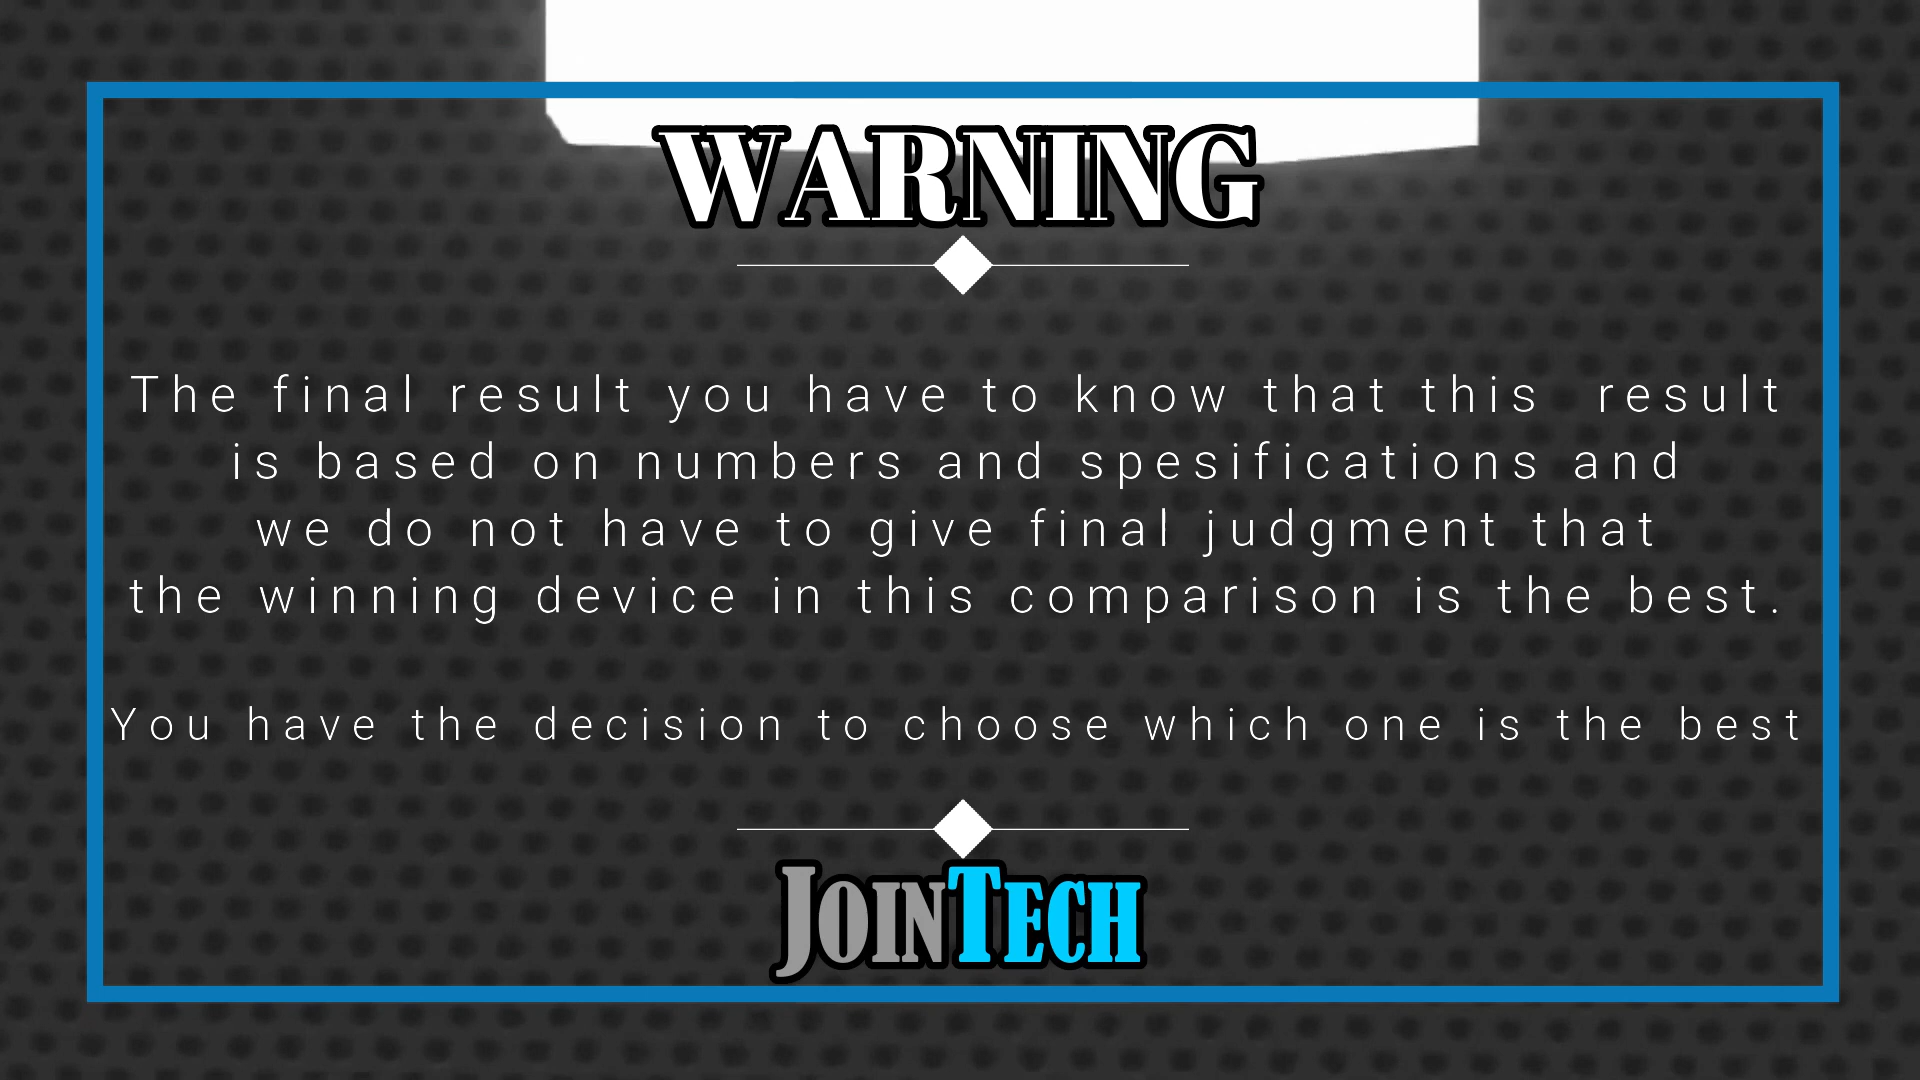 WARNING
The final result you have to know that this result
is based on numbers and spesifications and
we do not have to give final judgment that
the winning device in this comparison is the best.
You have the decision to choose which one is the best
JOINTECH